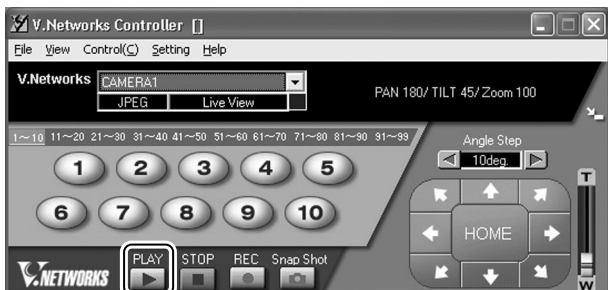 V.Networks Controller []
File View Control(C) Setting Help
V.Networks CAMERA1
JPEG Live View
PAN 180/ TILT 45/ Zoom 100
1~10 11~20 21~30 31~40 41~50 51~60 61~70 71~80 81~90 91~99
Angle Step
10deg.
1 2 3 4 5
6 7 8 9 10
T
HOME
W
V.NETWORKS
PLAY STOP REC Snap Shot